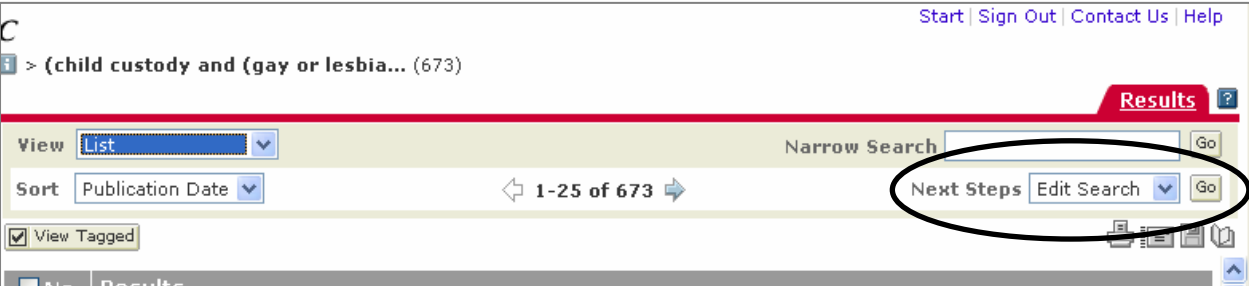 C
Start | Sign Out | Contact Us | Help
> (child custody and (gay or lesbia... (673)
Results ?
View List Narrow Search Go
Sort Publication Date 1-25 of 673 Next Steps Edit Search Go
View Tagged
No. Results